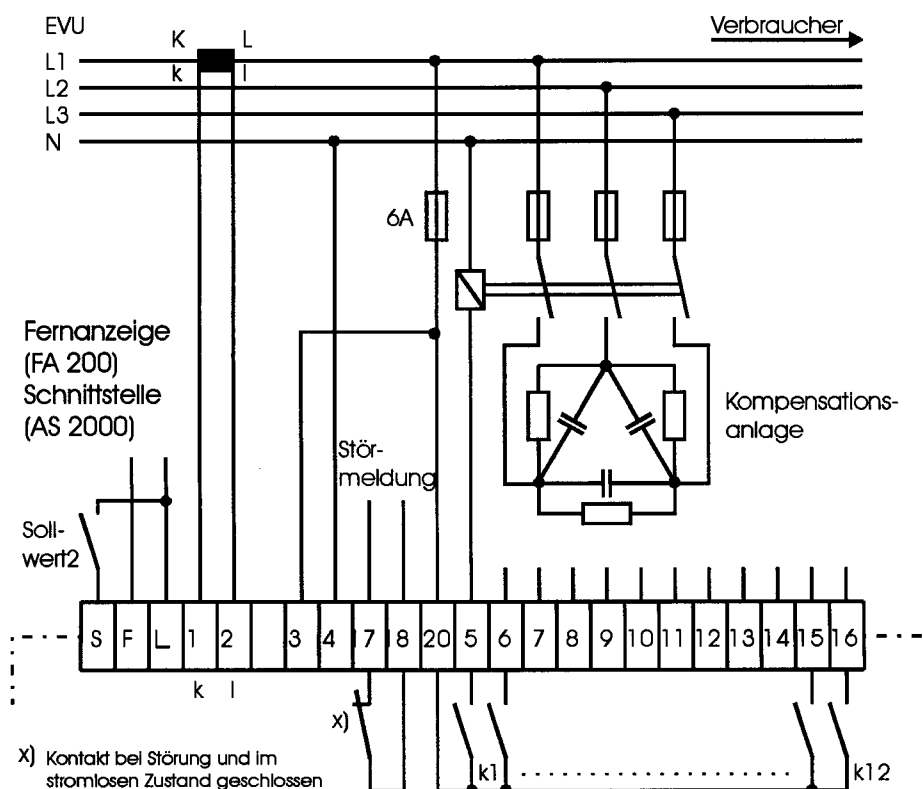 EVU
Verbraucher
K L
L1
k l
L2
L3
N
6A
Fernanzeige
(FA 200)
Schnittstelle
(AS 2000)
Kompensations-
anlage
Stör-
meldung
Soll-
wert2
S F L 1 2 3 4 17 18 20 5 6 7 8 9 10 11 12 13 14 15 16
k l
x)
k1 k12
x) Kontakt bei Störung und im
stromlosen Zustand geschlossen